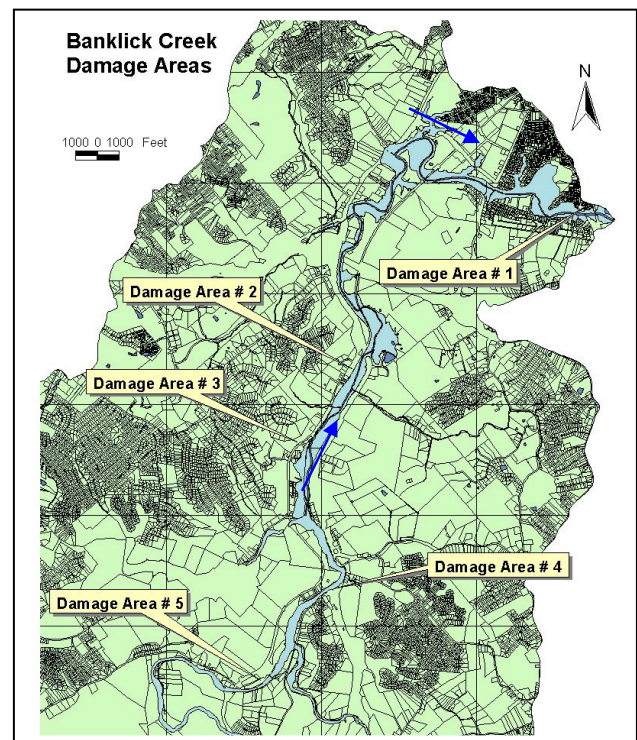 Banklick Creek
Damage Areas
N
1000 0 1000 Feet
Damage Area # 1
Damage Area # 2
Damage Area # 3
Damage Area # 4
Damage Area # 5